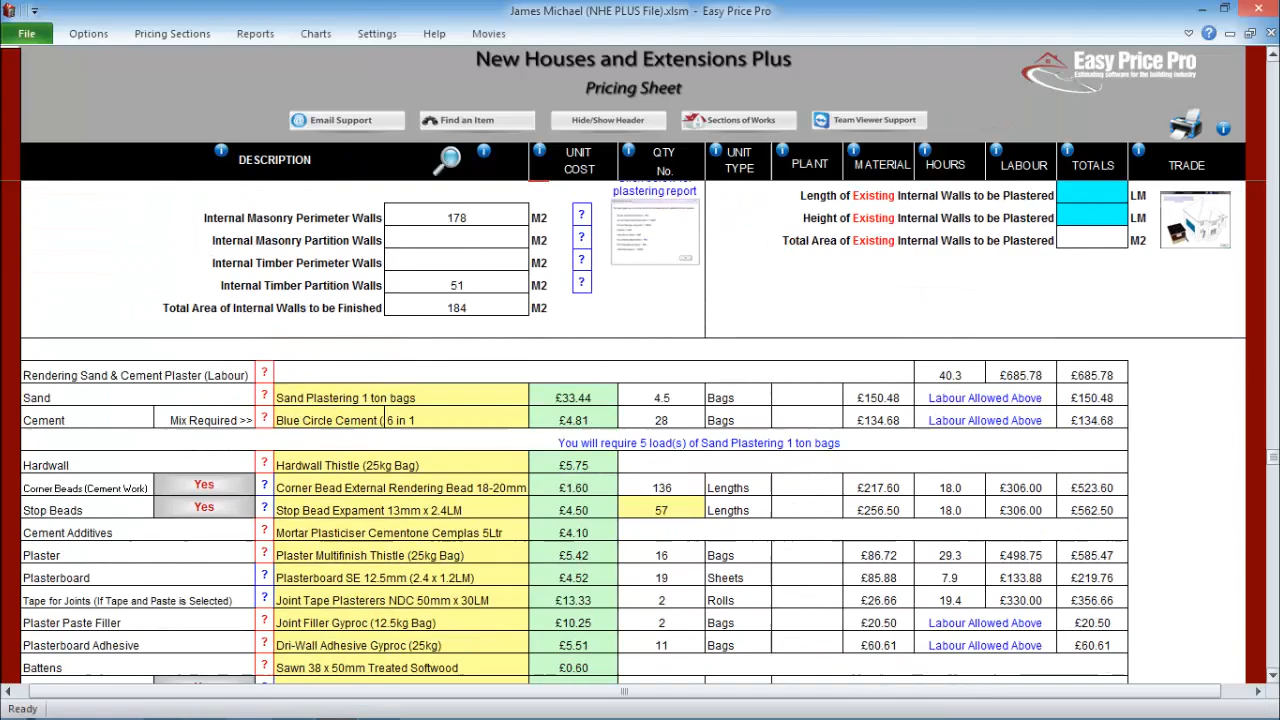 James Michael (NHE PLUS File).xlsm - Easy Price Pro
File Options Pricing Sections Reports Charts Settings Help Movies
New Houses and Extensions Plus
Pricing Sheet
Easy Price Pro
Estimating software for the building industry
Email Support Find an Item Hide/Show Header Sections of Works Team Viewer Support
DESCRIPTION UNIT COST QTY No. UNIT TYPE PLANT MATERIAL HOURS LABOUR TOTALS TRADE
plastering report
Length of Existing Internal Walls to be Plastered LM
Internal Masonry Perimeter Walls 178 M2 ? Height of Existing Internal Walls to be Plastered LM
Internal Masonry Partition Walls M2 ? Total Area of Existing Internal Walls to be Plastered M2
Internal Timber Perimeter Walls M2 ?
Internal Timber Partition Walls 51 M2 ?
Total Area of Internal Walls to be Finished 184 M2
Rendering Sand & Cement Plaster (Labour) ? 40.3 £685.78 £685.78
Sand ? Sand Plastering 1 ton bags £33.44 4.5 Bags £150.48 Labour Allowed Above £150.48
Cement Mix Required >> ? Blue Circle Cement ( 6 in 1 £4.81 28 Bags £134.68 Labour Allowed Above £134.68
You will require 5 load(s) of Sand Plastering 1 ton bags
Hardwall ? Hardwall Thistle (25kg Bag) £5.75
Corner Beads (Cement Work) Yes ? Corner Bead External Rendering Bead 18-20mm £1.60 136 Lengths £217.60 18.0 £306.00 £523.60
Stop Beads Yes ? Stop Bead Expament 13mm x 2.4LM £4.50 57 Lengths £256.50 18.0 £306.00 £562.50
Cement Additives ? Mortar Plasticiser Cementone Cemplas 5Ltr £4.10
Plaster ? Plaster Multifinish Thistle (25kg Bag) £5.42 16 Bags £86.72 29.3 £498.75 £585.47
Plasterboard ? Plasterboard SE 12.5mm (2.4 x 1.2LM) £4.52 19 Sheets £85.88 7.9 £133.88 £219.76
Tape for Joints (If Tape and Paste is Selected) ? Joint Tape Plasterers NDC 50mm x 30LM £13.33 2 Rolls £26.66 19.4 £330.00 £356.66
Plaster Paste Filler ? Joint Filler Gyproc (12.5kg Bag) £10.25 2 Bags £20.50 Labour Allowed Above £20.50
Plasterboard Adhesive ? Dri-Wall Adhesive Gyproc (25kg) £5.51 11 Bags £60.61 Labour Allowed Above £60.61
Battens ? Sawn 38 x 50mm Treated Softwood £0.60
Ready